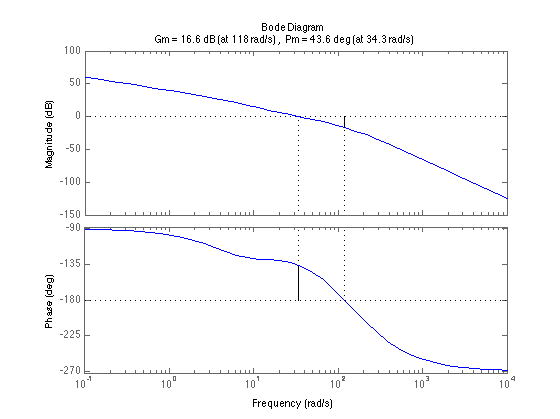 Bode Diagram
Gm = 16.6 dB (at 118 rad/s) , Pm = 43.6 deg (at 34.3 rad/s)
100
50
0
-50
-100
-150
Magnitude (dB)
-90
-135
-180
-225
-270
Phase (deg)
10^-1 10^0 10^1 10^2 10^3 10^4
Frequency (rad/s)